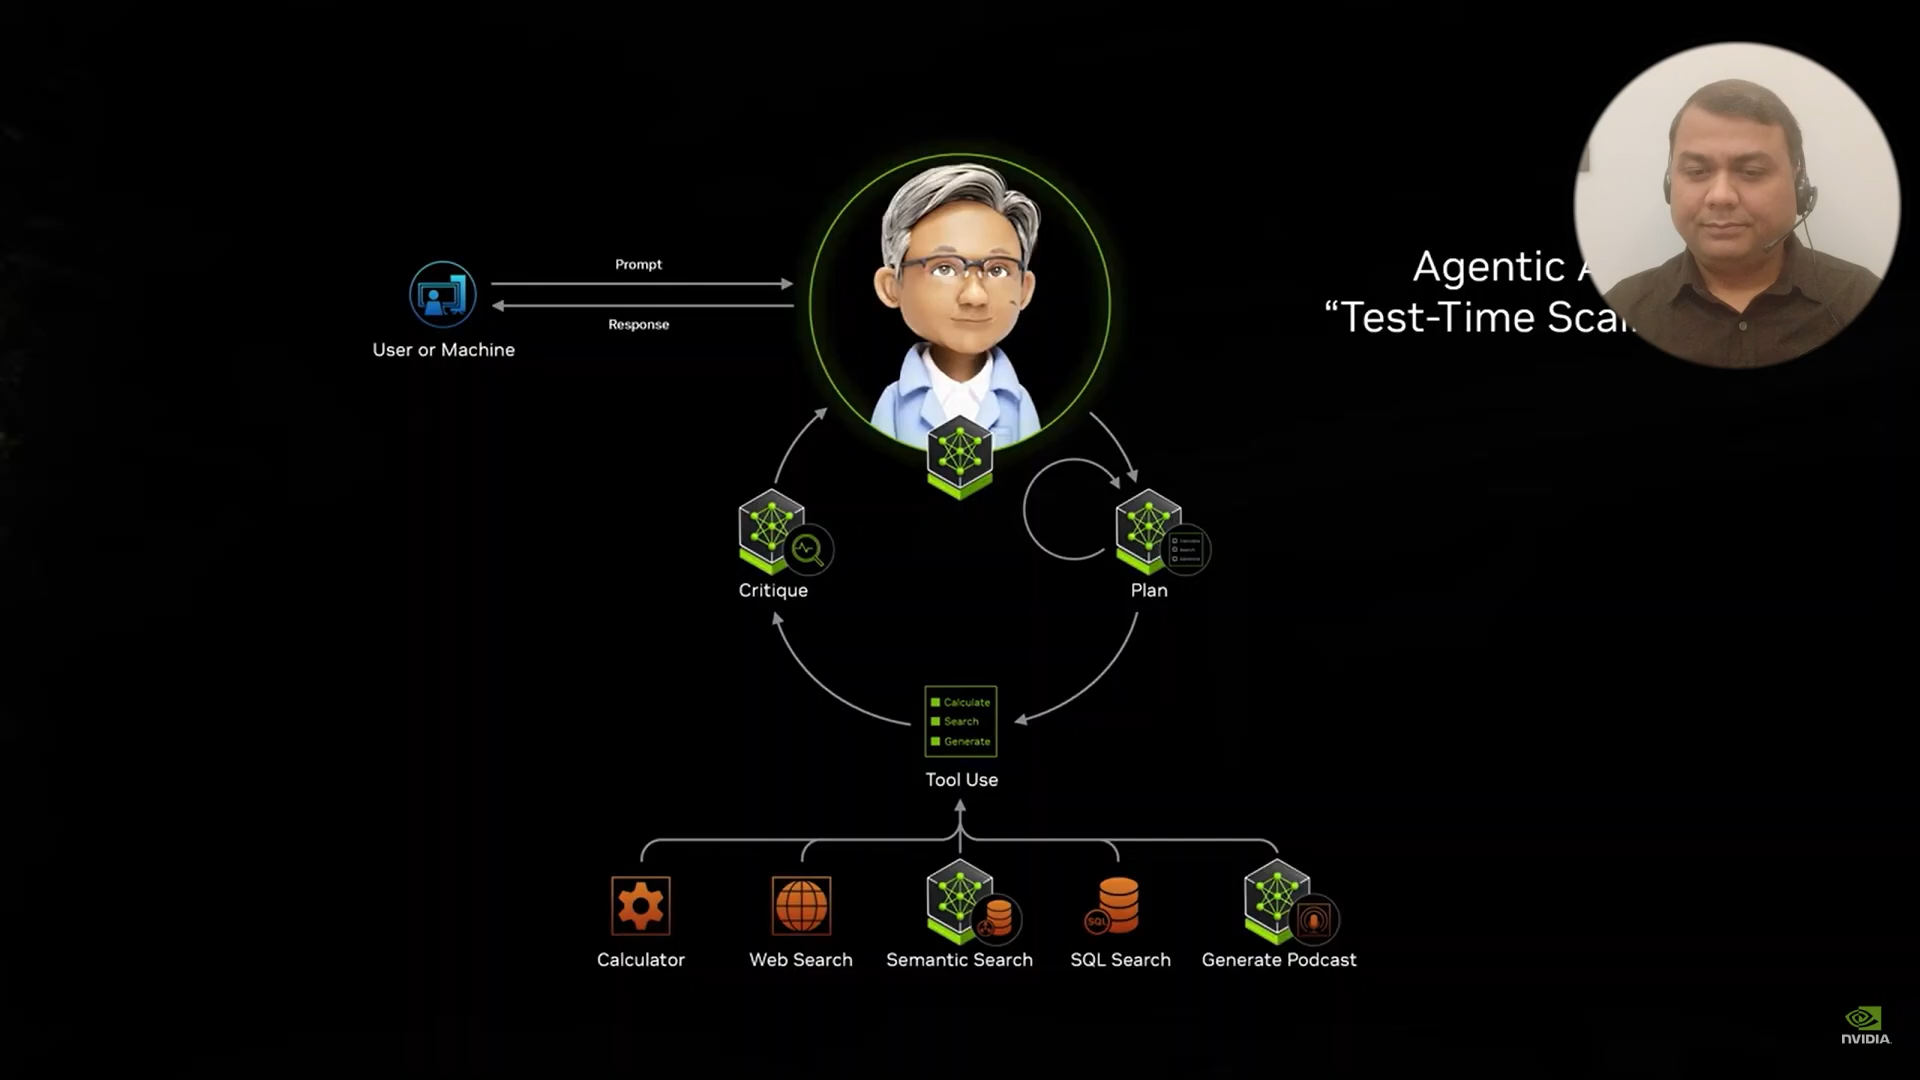 Prompt
Response
User or Machine
Agentic
“Test-Time
Critique
Plan
Calculate
Search
Generate
Tool Use
SQL
Calculator
Web Search
Semantic Search
SQL Search
Generate Podcast
NVIDIA